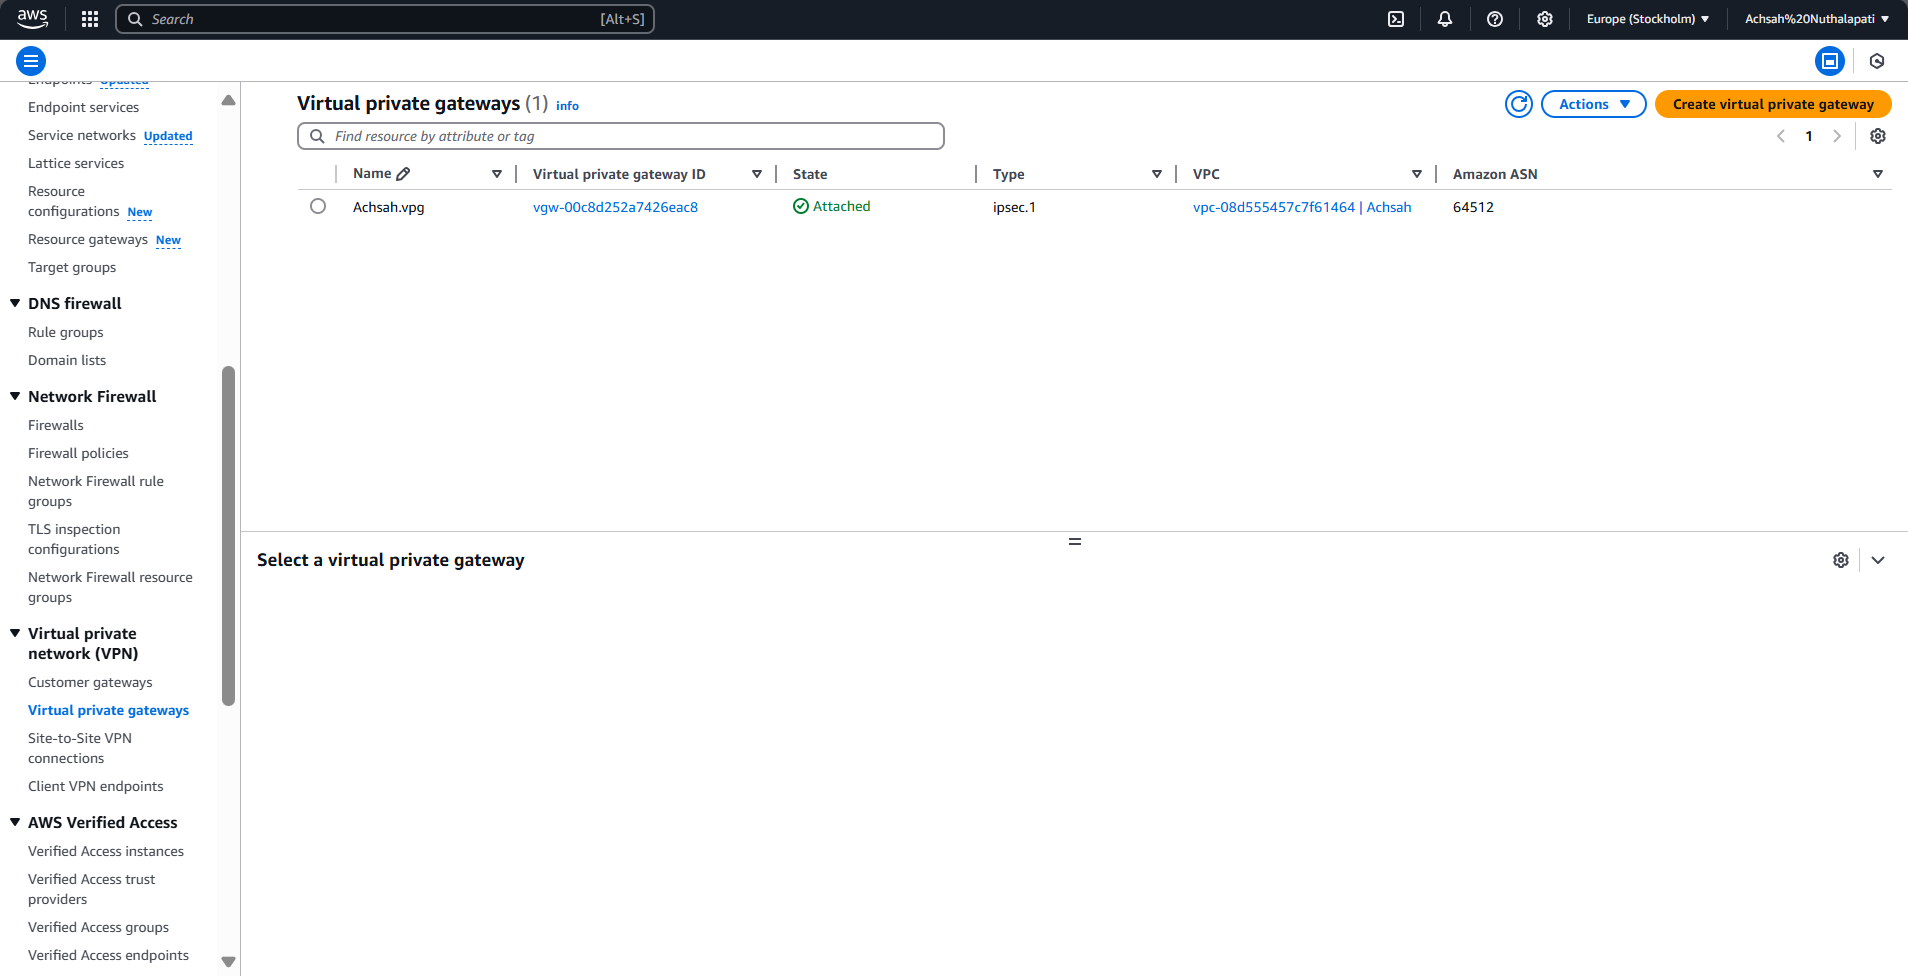 aws
Search [Alt+S]
Europe (Stockholm)
Achsah%20Nuthalapati
Endpoints Updated
Endpoint services
Service networks Updated
Lattice services
Resource
configurations New
Resource gateways New
Target groups
DNS firewall
Rule groups
Domain lists
Network Firewall
Firewalls
Firewall policies
Network Firewall rule
groups
TLS inspection
configurations
Network Firewall resource
groups
Virtual private
network (VPN)
Customer gateways
Virtual private gateways
Site-to-Site VPN
connections
Client VPN endpoints
AWS Verified Access
Verified Access instances
Verified Access trust
providers
Verified Access groups
Verified Access endpoints
Virtual private gateways (1) info
Actions
Create virtual private gateway
Find resource by attribute or tag
1
Name Virtual private gateway ID State Type VPC Amazon ASN
Achsah.vpg vgw-00c8d252a7426eac8 Attached ipsec.1 vpc-08d555457c7f61464 | Achsah 64512
Select a virtual private gateway